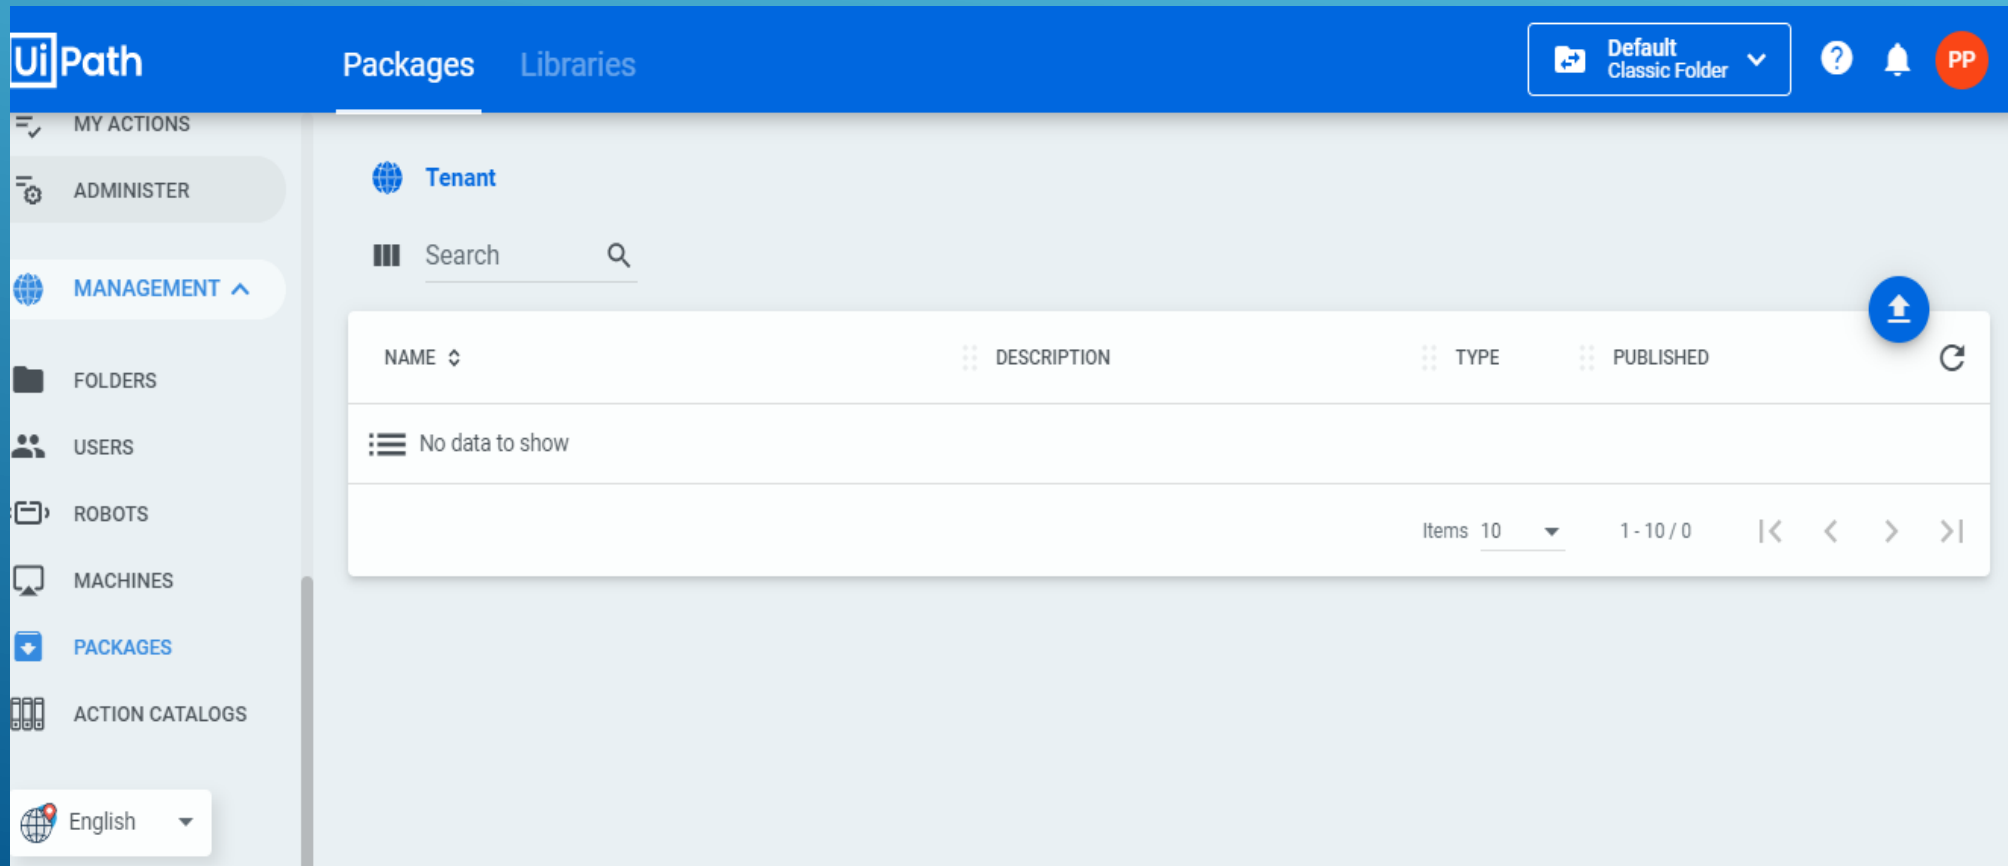 UiPath
Packages Libraries
Default
Classic Folder
PP
MY ACTIONS
ADMINISTER
MANAGEMENT
FOLDERS
USERS
ROBOTS
MACHINES
PACKAGES
ACTION CATALOGS
English
Tenant
Search
NAME DESCRIPTION TYPE PUBLISHED
No data to show
Items 10 1 - 10 / 0